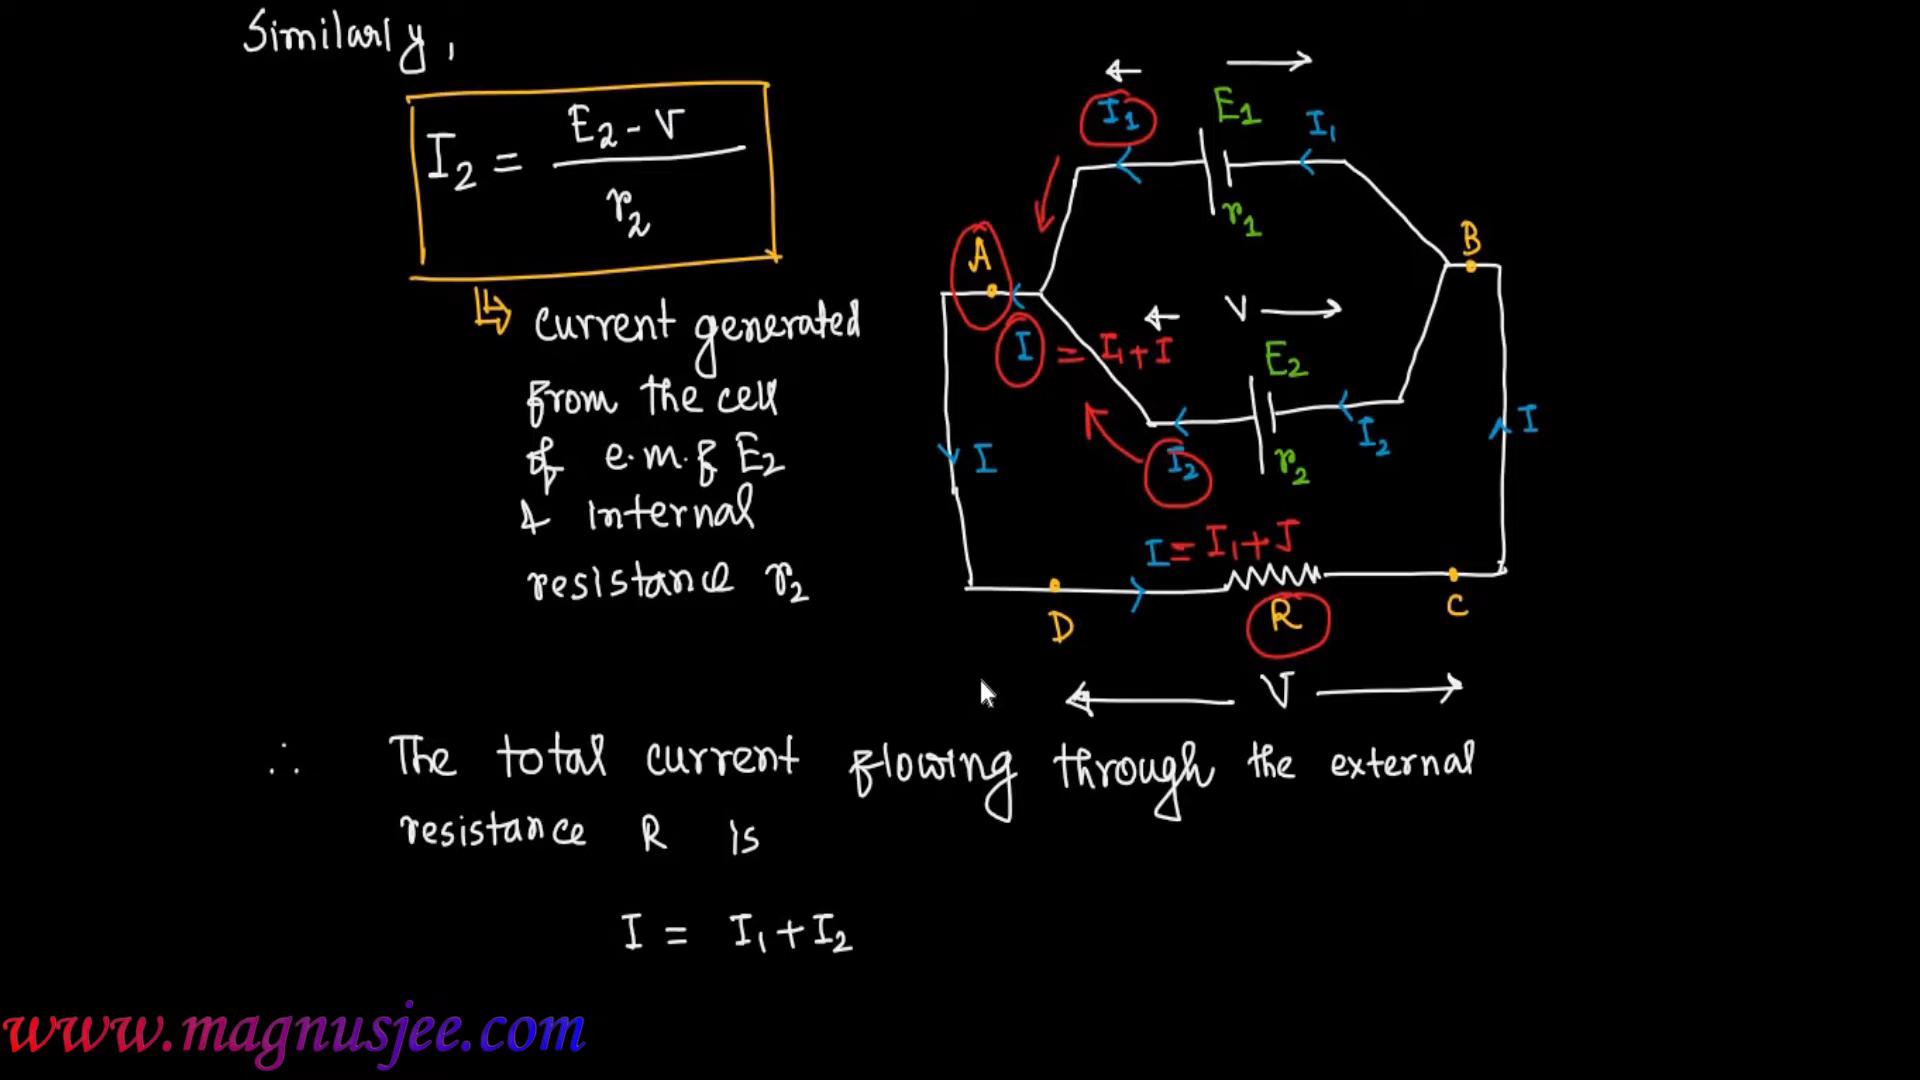 Similarly,
I2 = E2 - V
r2
current generated
from the cell
of e.m.f E2
& internal
resistance r2
I1 E1 I1
r1
A B
V
I = I1 + I
E2
I I2 r2 I2 I
I = I1 + I
D R C
V
∴ The total current flowing through the external
resistance R is
I = I1 + I2
www.magnusjee.com